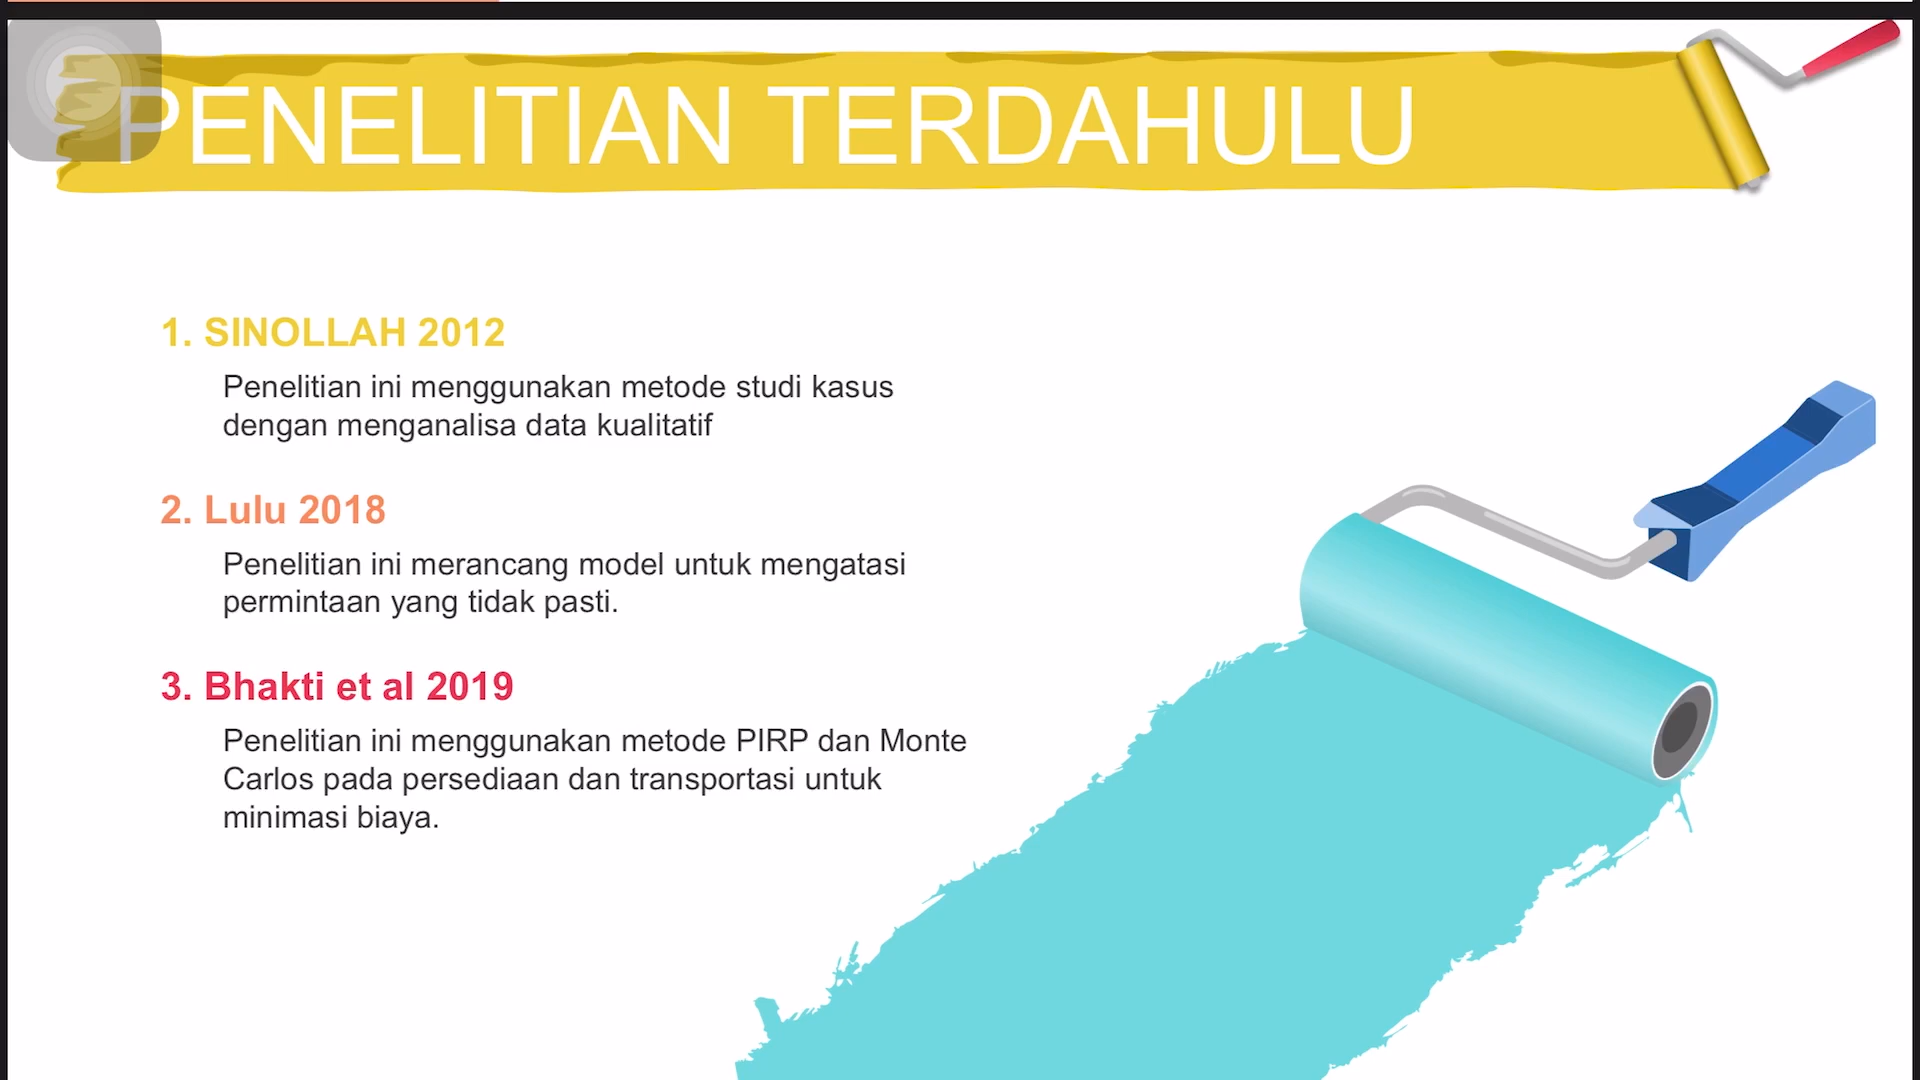 PENELITIAN TERDAHULU
1. SINOLLAH 2012
Penelitian ini menggunakan metode studi kasus
dengan menganalisa data kualitatif
2. Lulu 2018
Penelitian ini merancang model untuk mengatasi
permintaan yang tidak pasti.
3. Bhakti et al 2019
Penelitian ini menggunakan metode PIRP dan Monte
Carlos pada persediaan dan transportasi untuk
minimasi biaya.